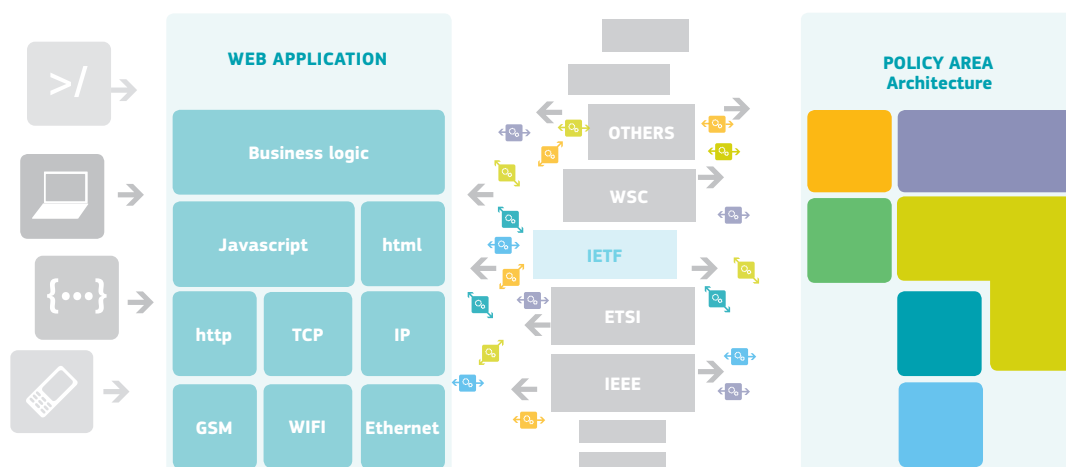 >/
{•••}
WEB APPLICATION
Business logic
Javascript
html
http
TCP
IP
GSM
WIFI
Ethernet
OTHERS
WSC
IETF
ETSI
IEEE
POLICY AREA
Architecture